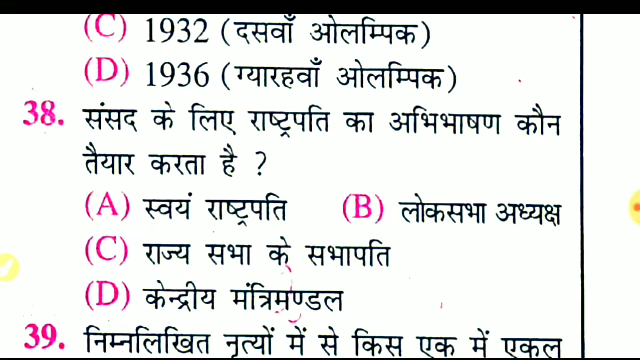 (C) 1932 (दसवाँ ओलम्पिक)
(D) 1936 (ग्यारहवाँ ओलम्पिक)
38. संसद के लिए राष्ट्रपति का अभिभाषण कौन
तैयार करता है ?
(A) स्वयं राष्ट्रपति (B) लोकसभा अध्यक्ष
(C) राज्य सभा के सभापति
(D) केन्द्रीय मंत्रिमण्डल
39. निम्नलिखित नृत्यों में से किस एक में एकल